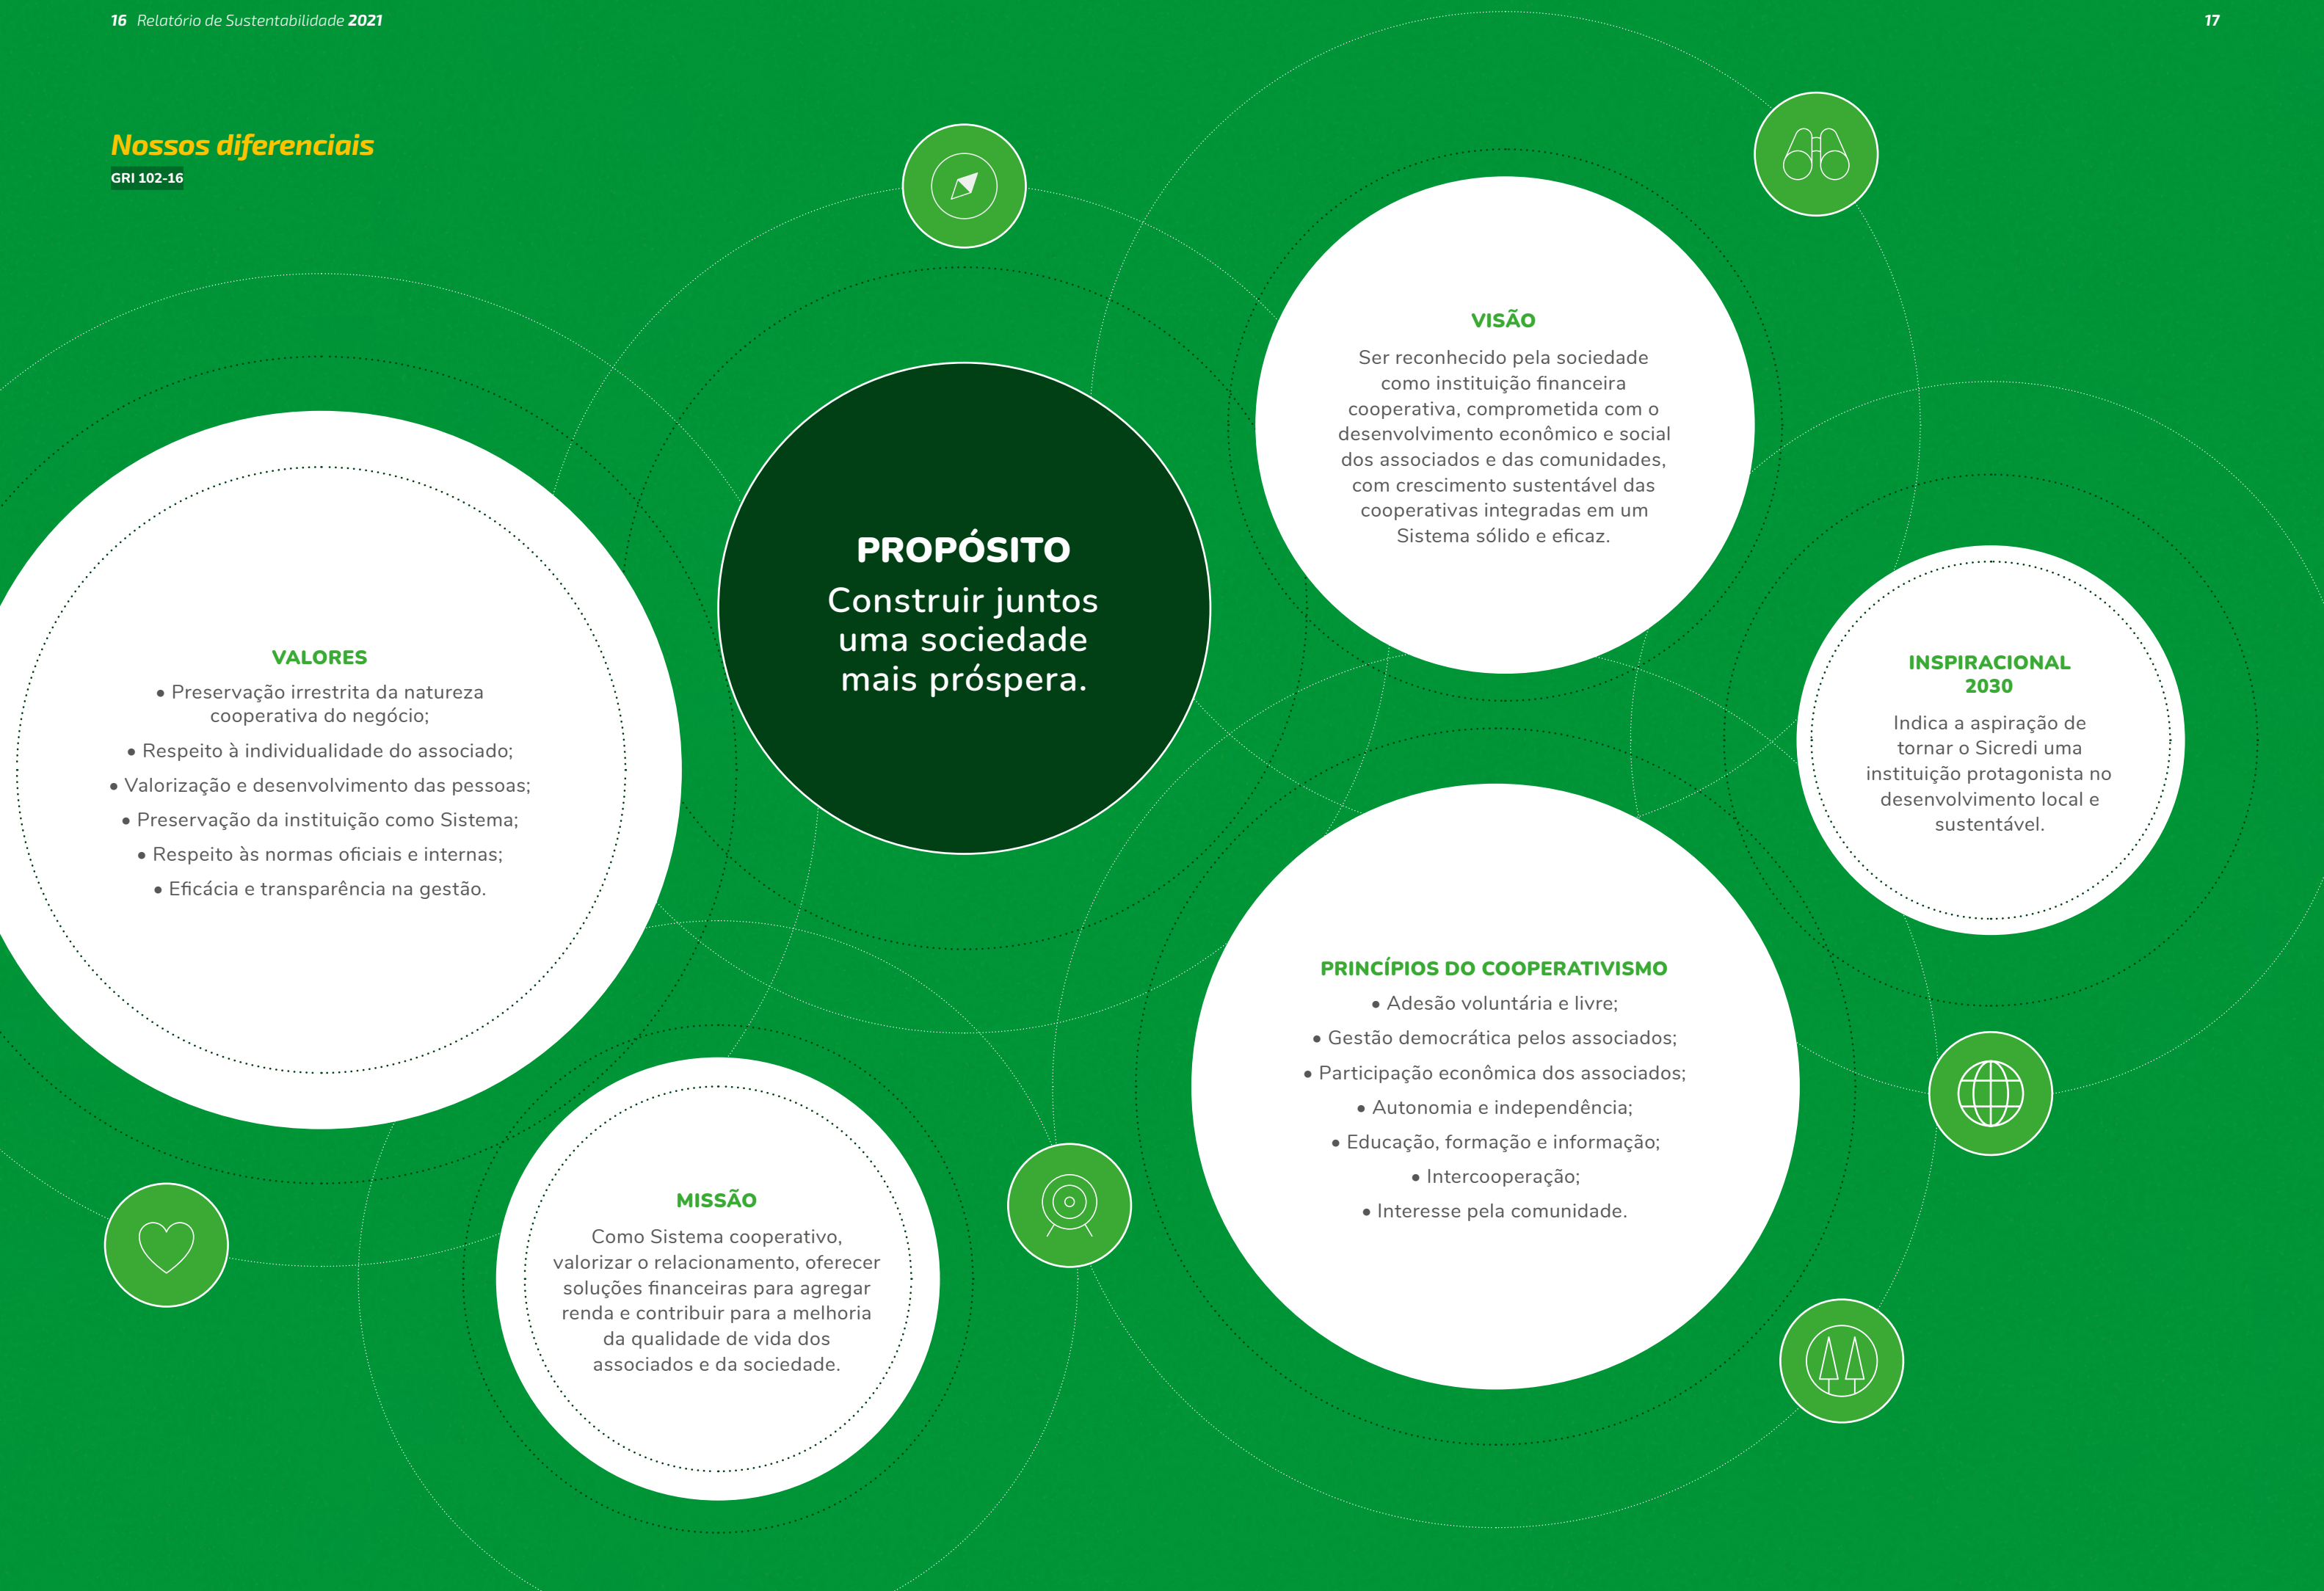 16 Relatório de Sustentabilidade 2021
17
Nossos diferenciais
GRI 102-16
VALORES
• Preservação irrestrita da natureza
cooperativa do negócio;
• Respeito à individualidade do associado;
• Valorização e desenvolvimento das pessoas;
• Preservação da instituição como Sistema;
• Respeito às normas oficiais e internas;
• Eficácia e transparência na gestão.
PROPÓSITO
Construir juntos
uma sociedade
mais próspera.
MISSÃO
Como Sistema cooperativo,
valorizar o relacionamento, oferecer
soluções financeiras para agregar
renda e contribuir para a melhoria
da qualidade de vida dos
associados e da sociedade.
VISÃO
Ser reconhecido pela sociedade
como instituição financeira
cooperativa, comprometida com o
desenvolvimento econômico e social
dos associados e das comunidades,
com crescimento sustentável das
cooperativas integradas em um
Sistema sólido e eficaz.
INSPIRACIONAL
2030
Indica a aspiração de
tornar o Sicredi uma
instituição protagonista no
desenvolvimento local e
sustentável.
PRINCÍPIOS DO COOPERATIVISMO
• Adesão voluntária e livre;
• Gestão democrática pelos associados;
• Participação econômica dos associados;
• Autonomia e independência;
• Educação, formação e informação;
• Intercooperação;
• Interesse pela comunidade.